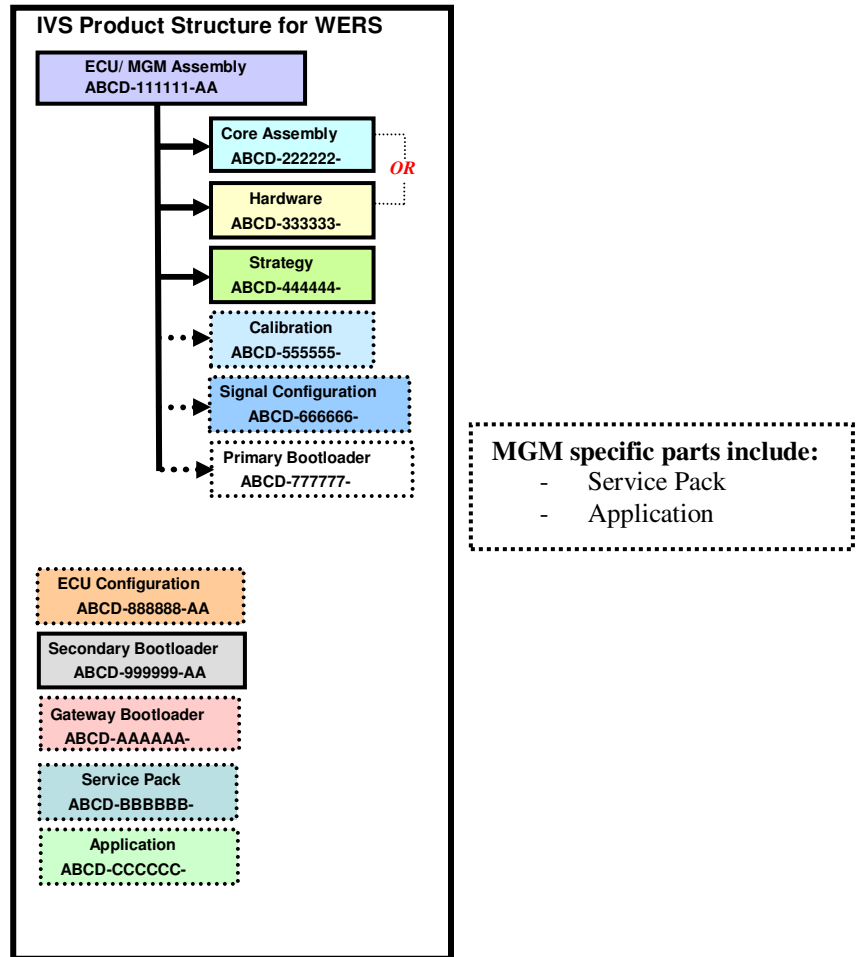 IVS Product Structure for WERS
ECU/ MGM Assembly
ABCD-111111-AA
Core Assembly
ABCD-222222-
OR
Hardware
ABCD-333333-
Strategy
ABCD-444444-
Calibration
ABCD-555555-
Signal Configuration
ABCD-666666-
Primary Bootloader
ABCD-777777-
MGM specific parts include:
- Service Pack
- Application
ECU Configuration
ABCD-888888-AA
Secondary Bootloader
ABCD-999999-AA
Gateway Bootloader
ABCD-AAAAAA-
Service Pack
ABCD-BBBBBB-
Application
ABCD-CCCCCC-